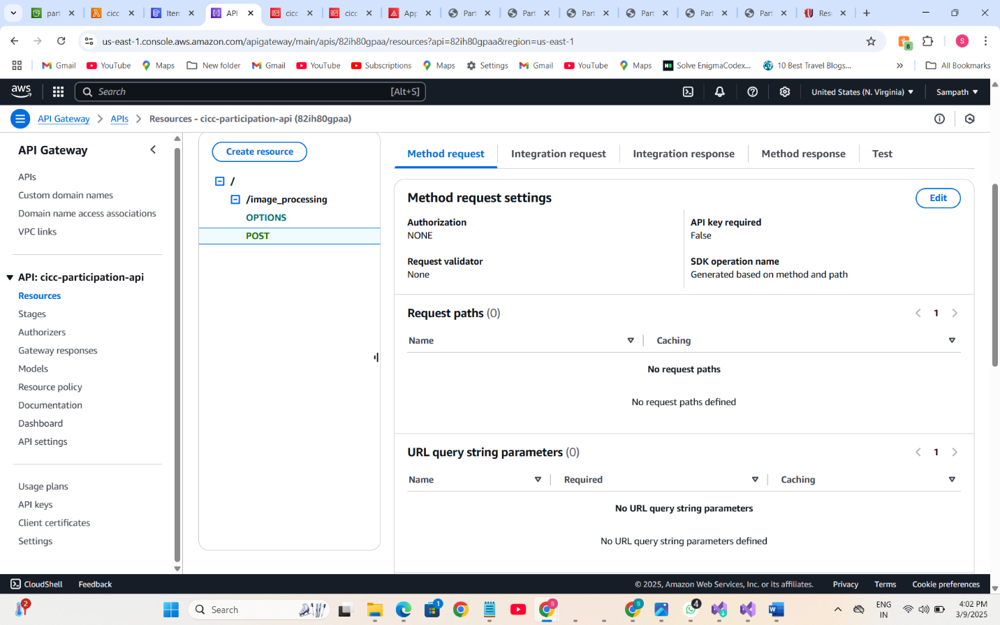 part
cicc
Item
API
cicc
cicc
App
Part
Part
Part
Part
Part
Part
Res
us-east-1.console.aws.amazon.com/apigateway/main/apis/82ih80gpaa/resources?api=82ih80gpaa&region=us-east-1
8
S
Gmail YouTube Maps New folder Gmail YouTube Subscriptions Maps Settings Gmail YouTube Maps Solve EnigmaCodex... 10 Best Travel Blogs... » All Bookmarks
aws Search [Alt+S] United States (N. Virginia) Sampath
API Gateway > APIs > Resources - cicc-participation-api (82ih80gpaa)
API Gateway
APIs
Custom domain names
Domain name access associations
VPC links
API: cicc-participation-api
Resources
Stages
Authorizers
Gateway responses
Models
Resource policy
Documentation
Dashboard
API settings
Usage plans
API keys
Client certificates
Settings
Create resource
/
/image_processing
OPTIONS
POST
Method request Integration request Integration response Method response Test
Method request settings
Edit
Authorization
NONE
API key required
False
Request validator
None
SDK operation name
Generated based on method and path
Request paths (0)
1
Name Caching
No request paths
No request paths defined
URL query string parameters (0)
1
Name Required Caching
No URL query string parameters
No URL query string parameters defined
CloudShell Feedback © 2025, Amazon Web Services, Inc. or its affiliates. Privacy Terms Cookie preferences
2
Search
1
S
S
4
ENG
IN
4:02 PM
3/9/2025